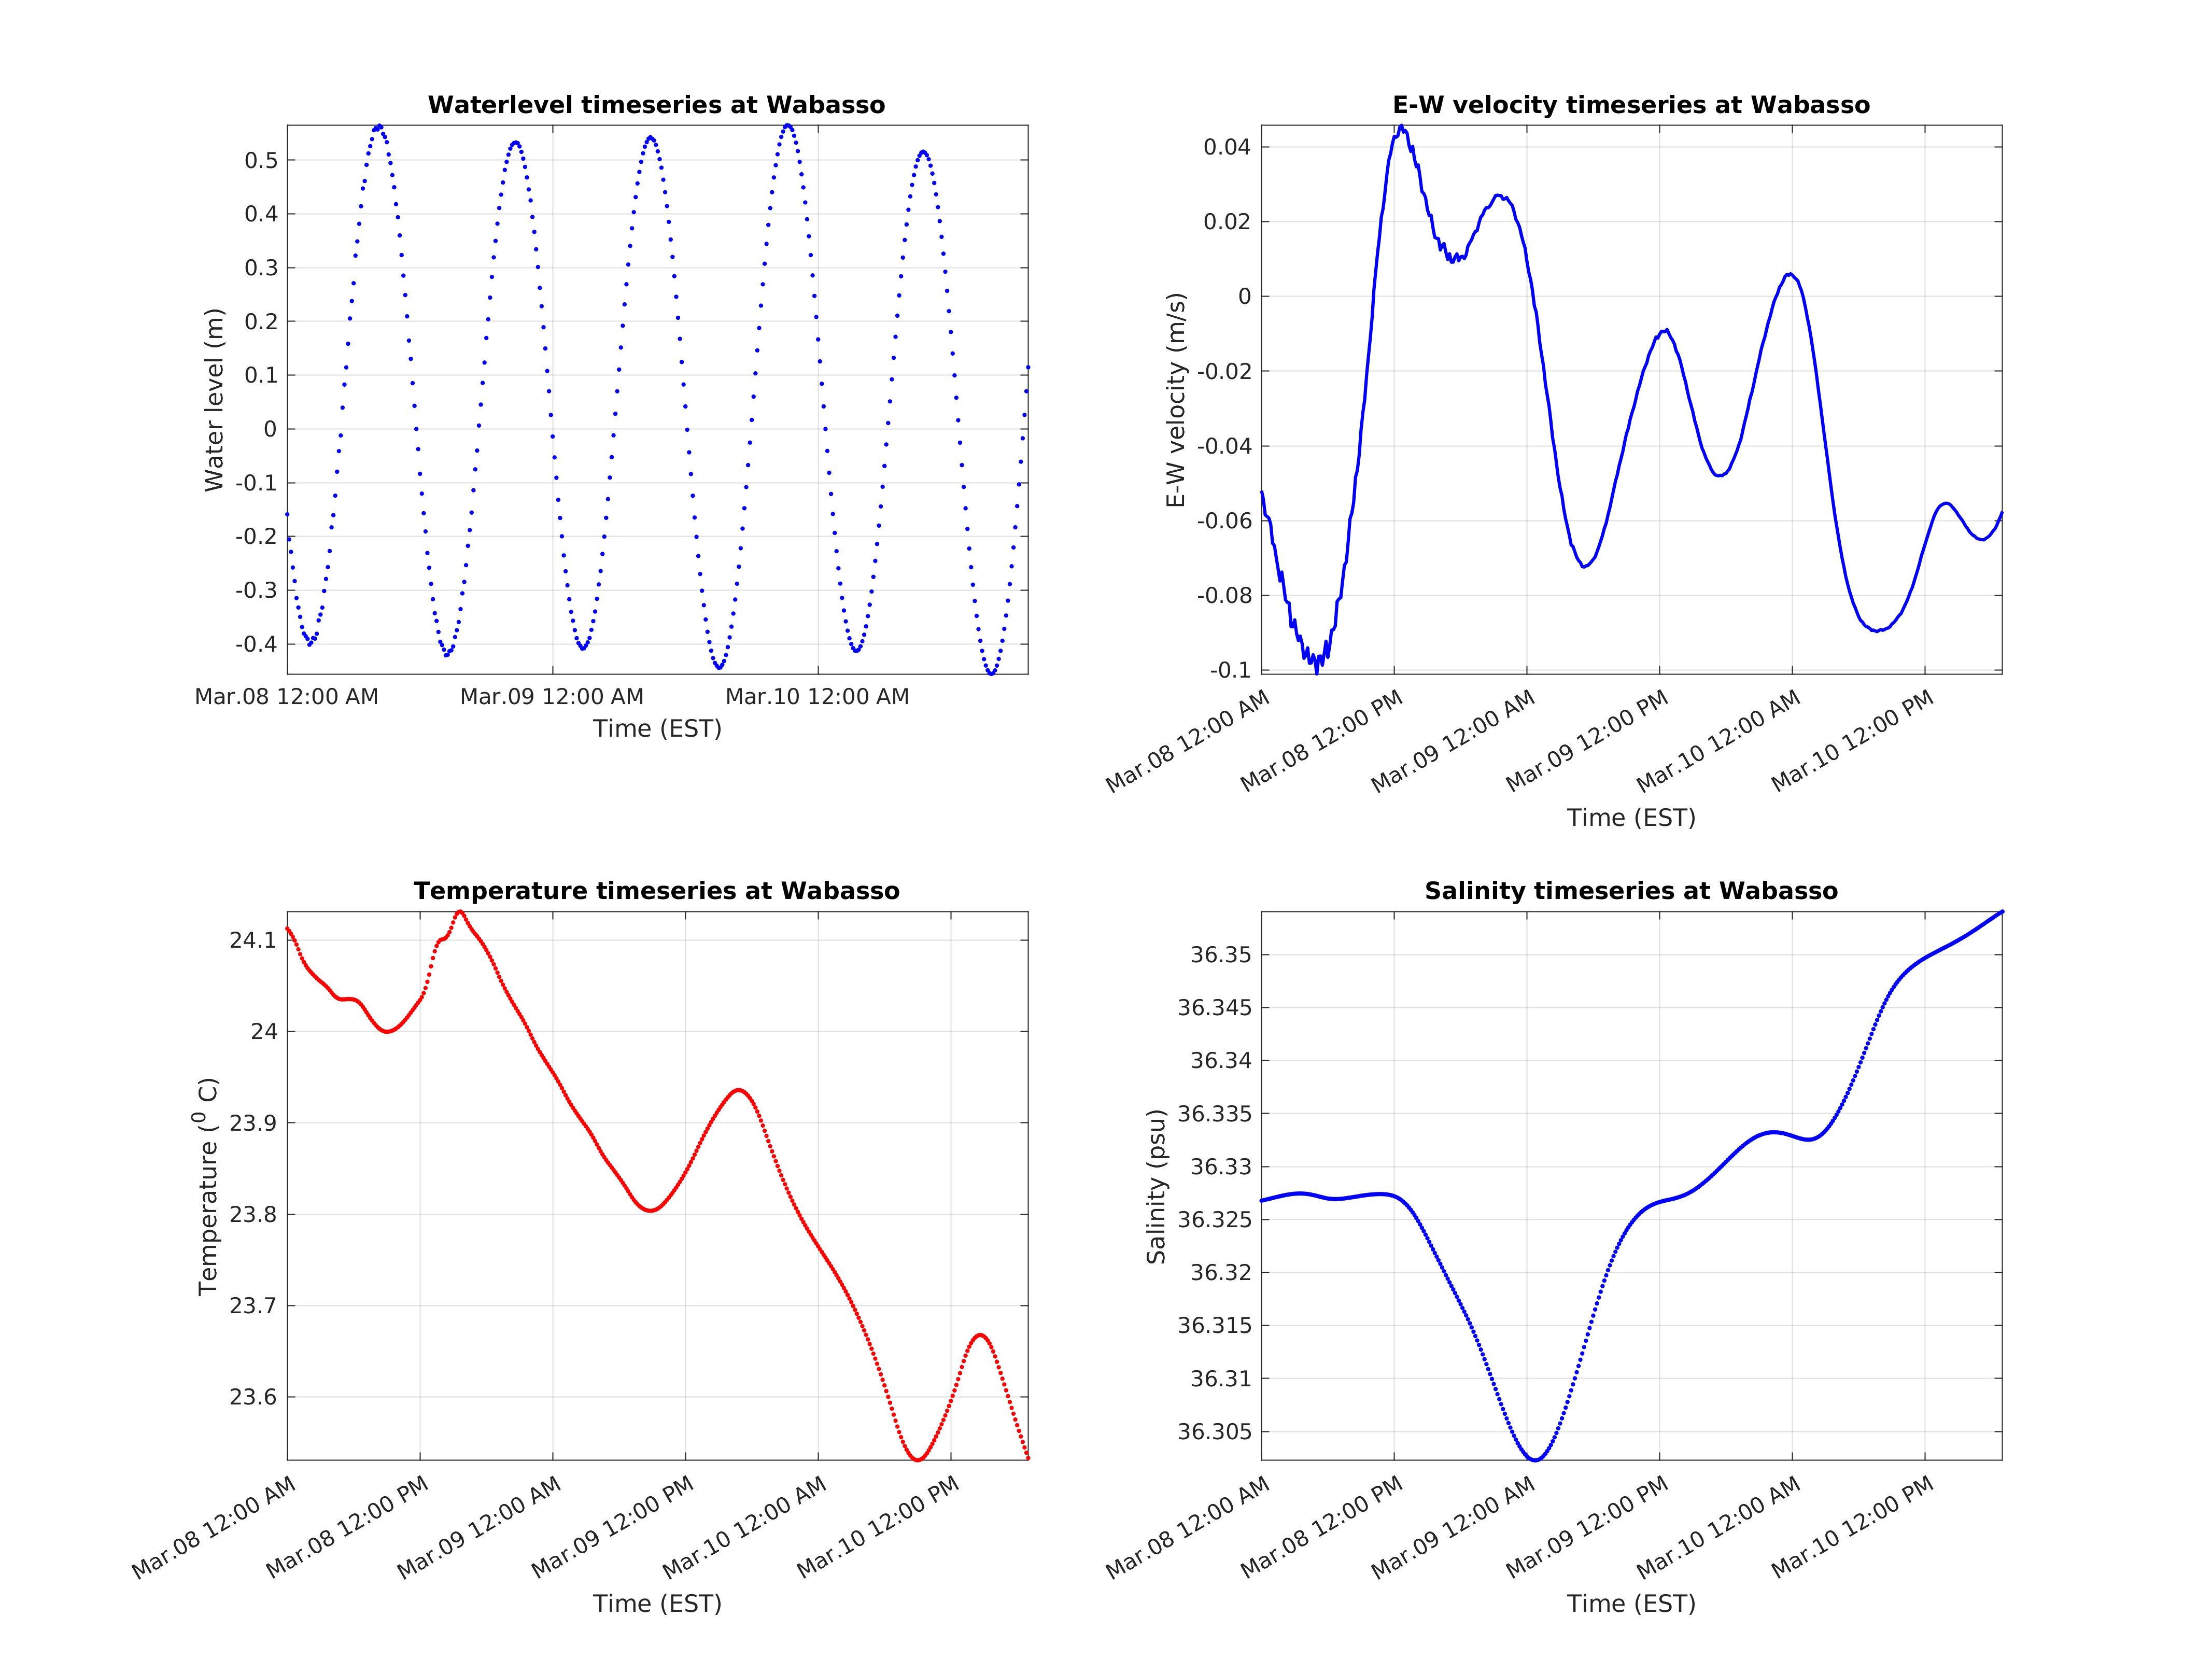 Waterlevel timeseries at Wabasso
0.5
0.4
0.3
0.2
0.1
0
-0.1
-0.2
-0.3
-0.4
Water level (m)
Mar.08 12:00 AM
Mar.09 12:00 AM
Mar.10 12:00 AM
Time (EST)
E-W velocity timeseries at Wabasso
0.04
0.02
0
-0.02
-0.04
-0.06
-0.08
-0.1
E-W velocity (m/s)
Mar.08 12:00 AM
Mar.08 12:00 PM
Mar.09 12:00 AM
Mar.09 12:00 PM
Mar.10 12:00 AM
Mar.10 12:00 PM
Time (EST)
Temperature timeseries at Wabasso
24.1
24
23.9
23.8
23.7
23.6
Temperature (⁰ C)
Mar.08 12:00 AM
Mar.08 12:00 PM
Mar.09 12:00 AM
Mar.09 12:00 PM
Mar.10 12:00 AM
Mar.10 12:00 PM
Time (EST)
Salinity timeseries at Wabasso
36.35
36.345
36.34
36.335
36.33
36.325
36.32
36.315
36.31
36.305
Salinity (psu)
Mar.08 12:00 AM
Mar.08 12:00 PM
Mar.09 12:00 AM
Mar.09 12:00 PM
Mar.10 12:00 AM
Mar.10 12:00 PM
Time (EST)